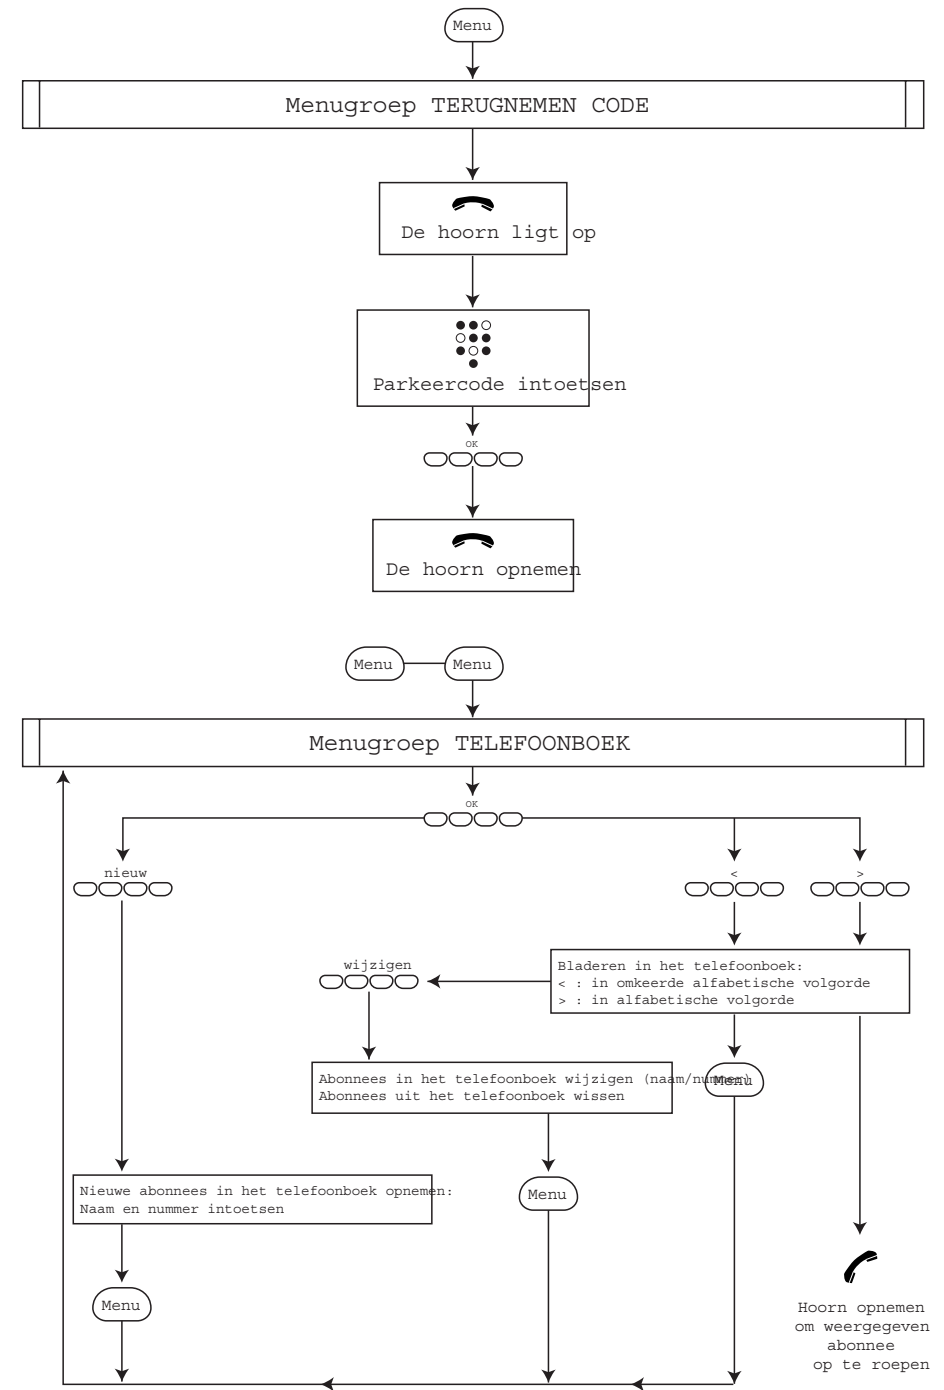 Menu
Menugroep TERUGNEMEN CODE
De hoorn ligt op
Parkeercode intoetsen
OK
De hoorn opnemen
Menu Menu
Menugroep TELEFOONBOEK
OK
nieuw < >
wijzigen
Bladeren in het telefoonboek:
< : in omkeerde alfabetische volgorde
> : in alfabetische volgorde
Abonnees in het telefoonboek wijzigen (naam/nummer)
Abonnees uit het telefoonboek wissen
Menu
Nieuwe abonnees in het telefoonboek opnemen:
Naam en nummer intoetsen
Menu
Menu
Hoorn opnemen
om weergegeven
abonnee
op te roepen